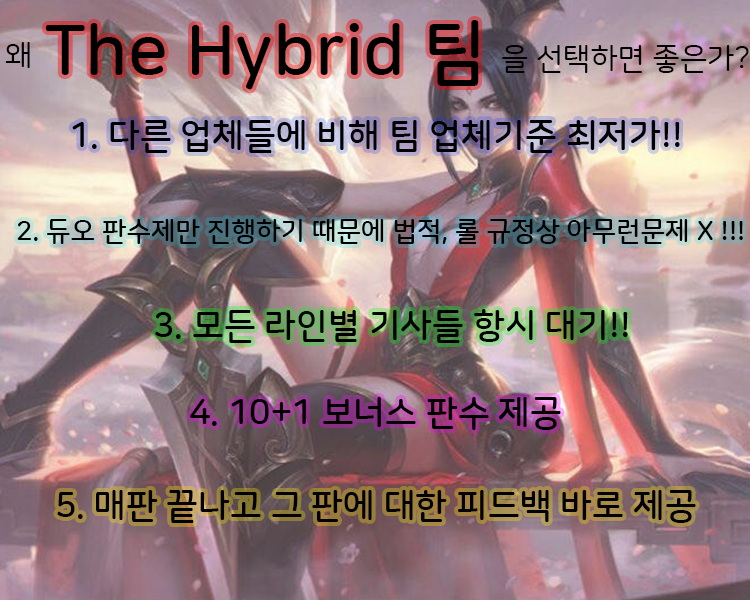 왜 The Hybrid 팀 을 선택하면 좋은가?
1. 다른 업체들에 비해 팀 업체기준 최저가!!
2. 듀오 판수제만 진행하기 때문에 법적, 롤 규정상 아무런문제 X !!!
3. 모든 라인별 기사들 항시 대기!!
4. 10+1 보너스 판수 제공
5. 매판 끝나고 그 판에 대한 피드백 바로 제공